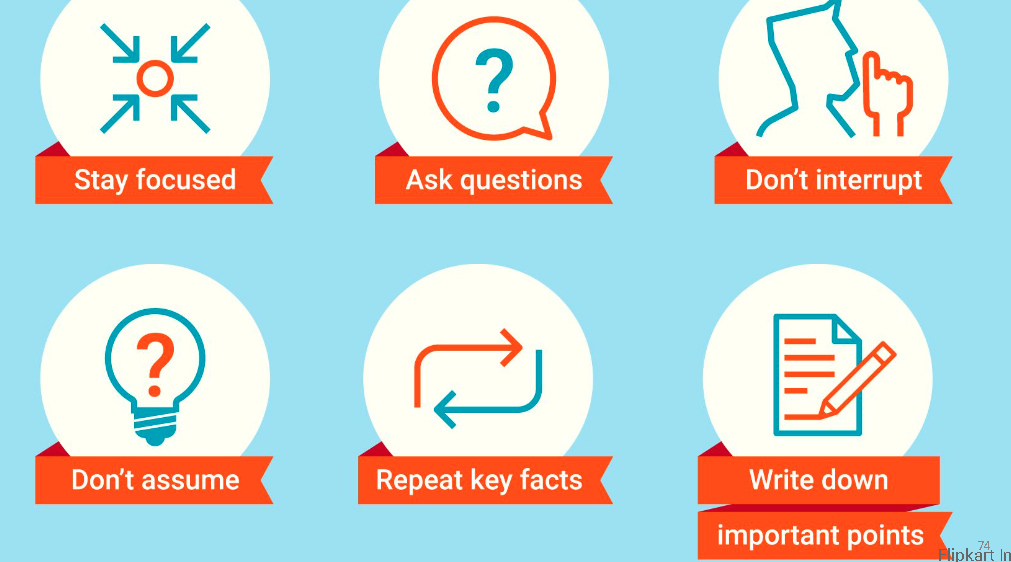 Stay focused
Ask questions
Don't interrupt
?
?
Don't assume
Repeat key facts
Write down
important points
74
Flipkart In